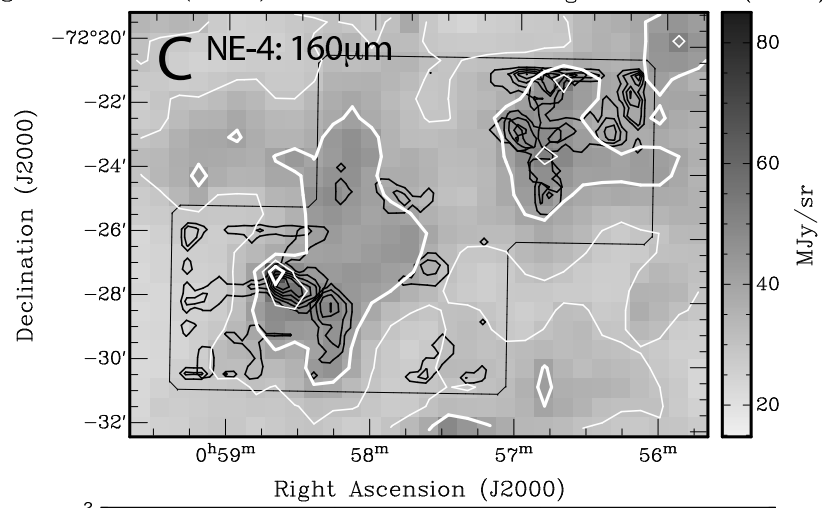 C NE-4: 160μm
−72°20′
−22′
−24′
−26′
−28′
−30′
−32′
Declination (J2000)
80
60
40
20
MJy/sr
0h59m 58m 57m 56m
Right Ascension (J2000)